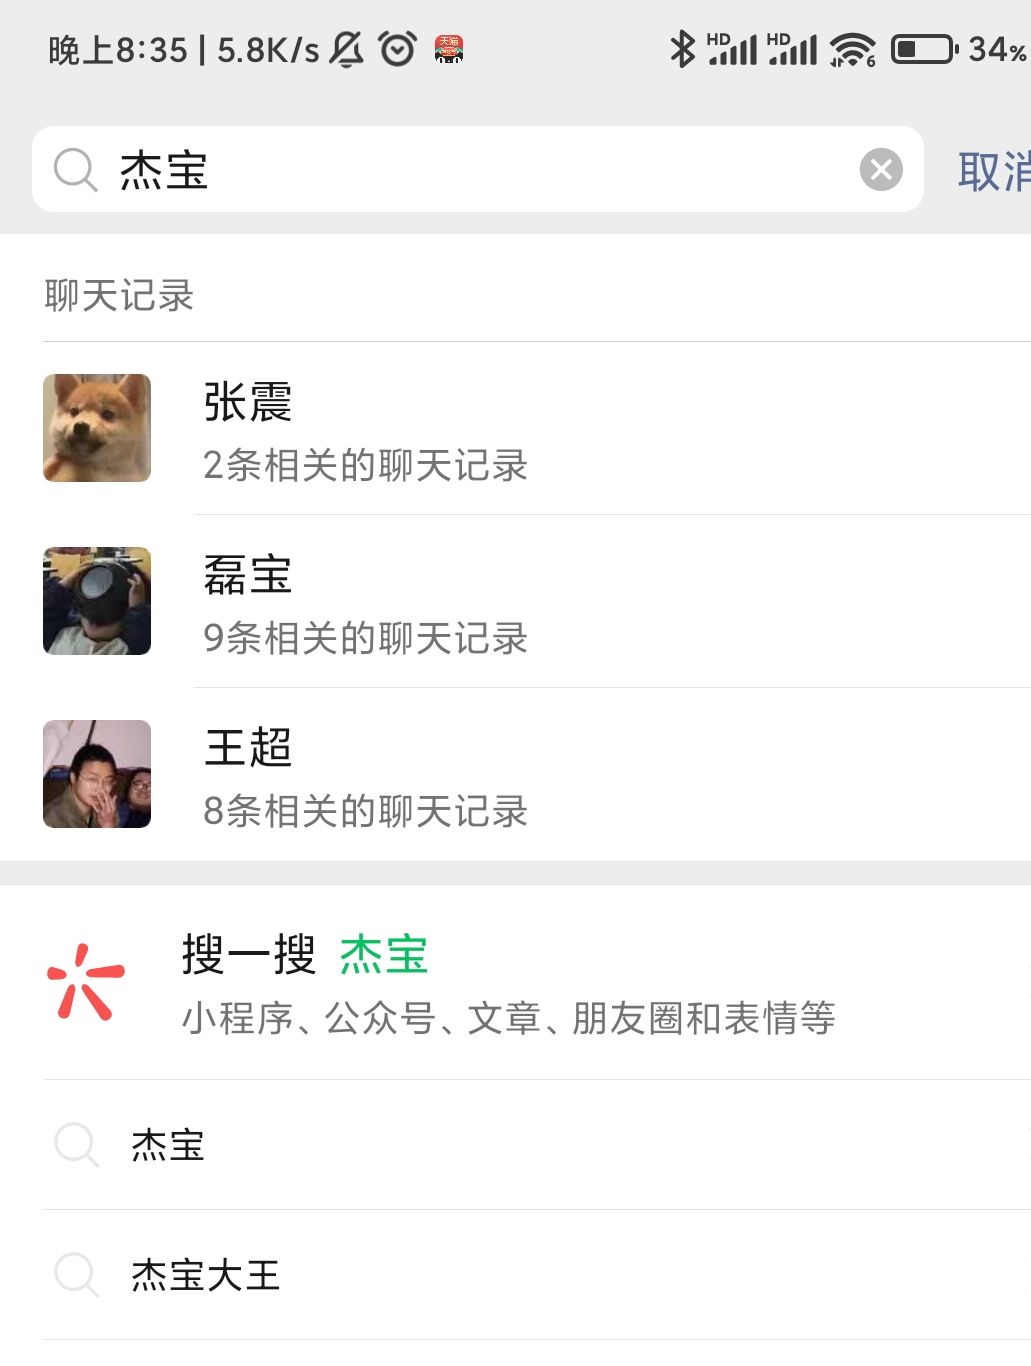 晚上8:35 | 5.8K/s 天猫 HD HD 6 34%
杰宝 取消
聊天记录
张震
2条相关的聊天记录
磊宝
9条相关的聊天记录
王超
8条相关的聊天记录
搜一搜 杰宝
小程序、公众号、文章、朋友圈和表情等
杰宝
杰宝大王